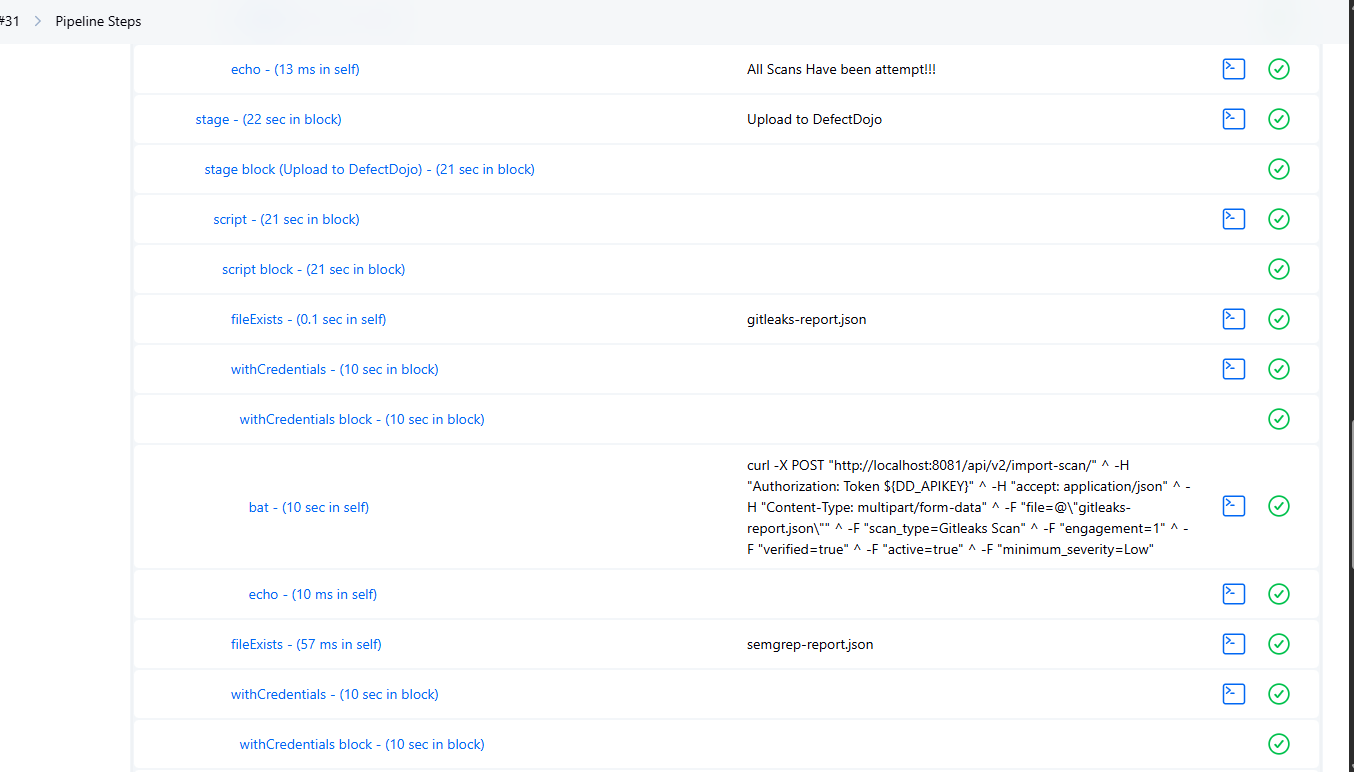 #31 > Pipeline Steps
echo - (13 ms in self) All Scans Have been attempt!!!
stage - (22 sec in block) Upload to DefectDojo
stage block (Upload to DefectDojo) - (21 sec in block)
script - (21 sec in block)
script block - (21 sec in block)
fileExists - (0.1 sec in self) gitleaks-report.json
withCredentials - (10 sec in block)
withCredentials block - (10 sec in block)
bat - (10 sec in self)
curl -X POST "http://localhost:8081/api/v2/import-scan/" ^ -H
"Authorization: Token ${DD_APIKEY}" ^ -H "accept: application/json" ^ -
H "Content-Type: multipart/form-data" ^ -F "file=@\"gitleaks-
report.json\"" ^ -F "scan_type=Gitleaks Scan" ^ -F "engagement=1" ^ -
F "verified=true" ^ -F "active=true" ^ -F "minimum_severity=Low"
echo - (10 ms in self)
fileExists - (57 ms in self) semgrep-report.json
withCredentials - (10 sec in block)
withCredentials block - (10 sec in block)